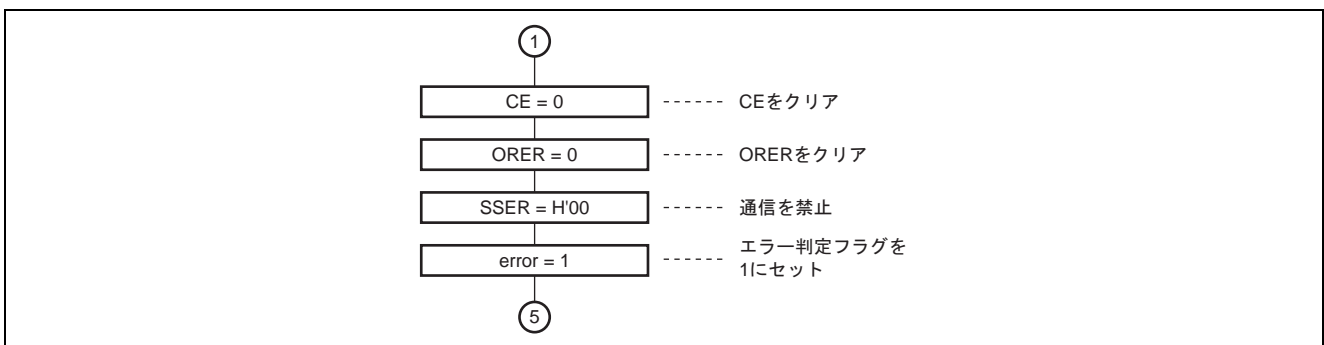 1
CE = 0 CEをクリア
ORER = 0 ORERをクリア
SSER = H'00 通信を禁止
error = 1 エラー判定フラグを
1にセット
5